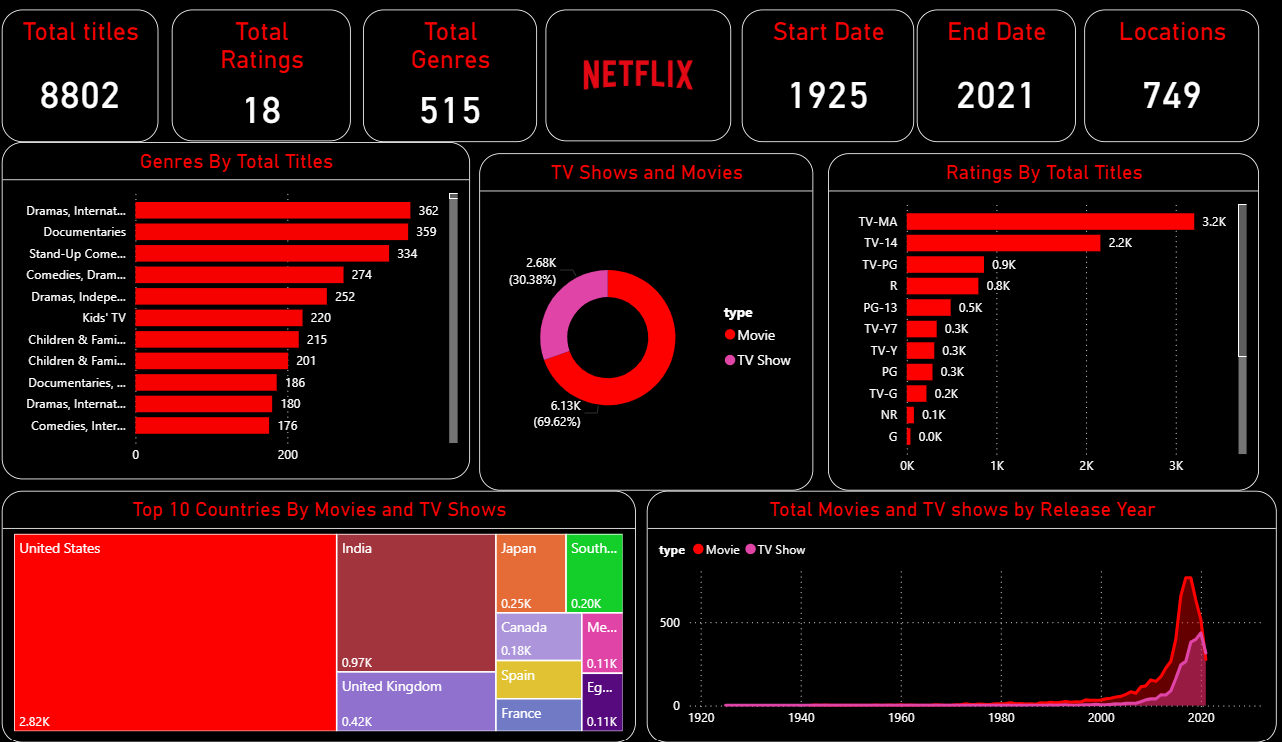 Total titles
8802
Total
Ratings
18
Total
Genres
515
NETFLIX
Start Date
1925
End Date
2021
Locations
749
Genres By Total Titles
Dramas, Internat... 362
Documentaries 359
Stand-Up Come... 334
Comedies, Dram... 274
Dramas, Indepe... 252
Kids' TV 220
Children & Fami... 215
Children & Fami... 201
Documentaries, ... 186
Dramas, Internat... 180
Comedies, Inter... 176
0 200
TV Shows and Movies
2.68K
(30.38%)
6.13K
(69.62%)
type
Movie
TV Show
Ratings By Total Titles
TV-MA 3.2K
TV-14 2.2K
TV-PG 0.9K
R 0.8K
PG-13 0.5K
TV-Y7 0.3K
TV-Y 0.3K
PG 0.3K
TV-G 0.2K
NR 0.1K
G 0.0K
0K 1K 2K 3K
Top 10 Countries By Movies and TV Shows
United States
2.82K
India
0.97K
United Kingdom
0.42K
Japan
0.25K
South...
0.20K
Canada
0.18K
Me...
0.11K
Spain
France
Eg...
0.11K
Total Movies and TV shows by Release Year
type Movie TV Show
500
0
1920 1940 1960 1980 2000 2020